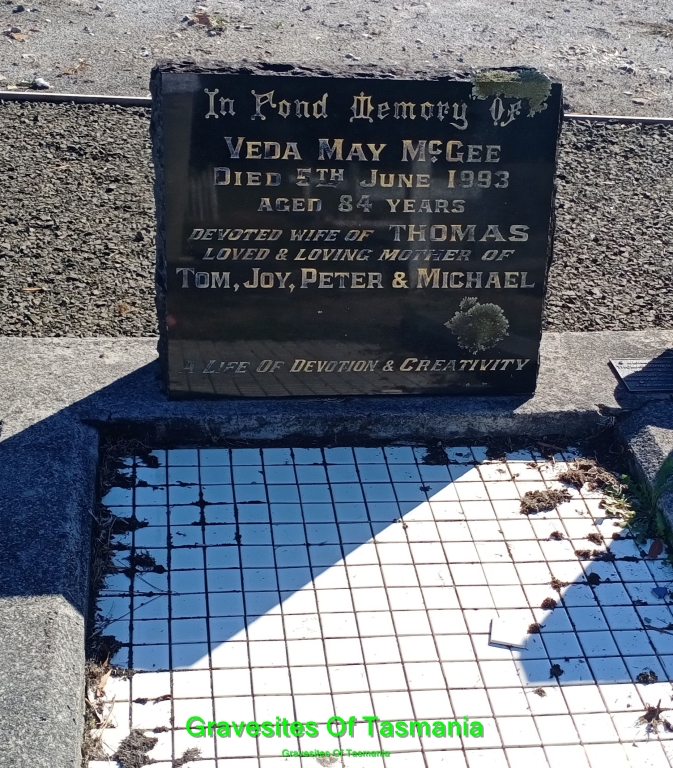 In Fond Memory Of
VEDA MAY McGEE
DIED 5TH JUNE 1993
AGED 84 YEARS
DEVOTED WIFE OF THOMAS
LOVED & LOVING MOTHER OF
TOM, JOY, PETER & MICHAEL
A LIFE OF DEVOTION & CREATIVITY
Gravesites Of Tasmania
Gravesites Of Tasmania